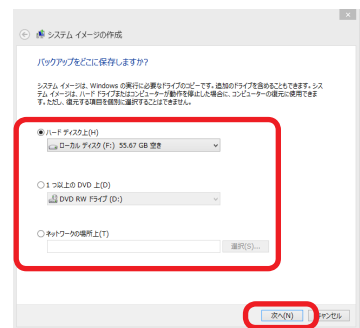 システム イメージの作成
バックアップをどこに保存しますか?
システム イメージは、Windows の実行に必要なドライブのコピーです。追加のドライブを含めることもできます。シス
テム イメージは、ハード ドライブまたはコンピューターが動作を停止した場合に、コンピューターの復元に使用できま
す。ただし、復元する項目を個別に選択することはできません。
ハード ディスク上(H)
ローカル ディスク (F:) 55.67 GB 空き
1 つ以上の DVD 上(D)
DVD RW ドライブ (D:)
ネットワークの場所上(T)
選択(S)...
次へ(N) キャンセル